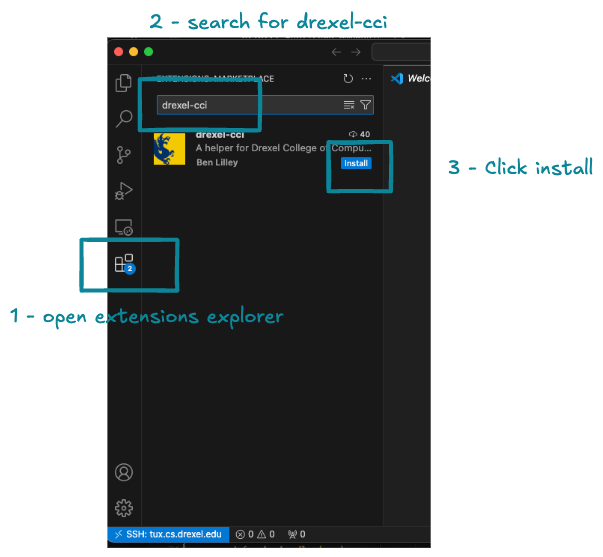 2 - search for drexel-cci
EXTENSIONS: MARKETPLACE
Welco
drexel-cci
drexel-cci
40
A helper for Drexel College of Compu...
Ben Lilley
Install
3 - Click install
2
1 - open extensions explorer
SSH: tux.cs.drexel.edu
0
0
0